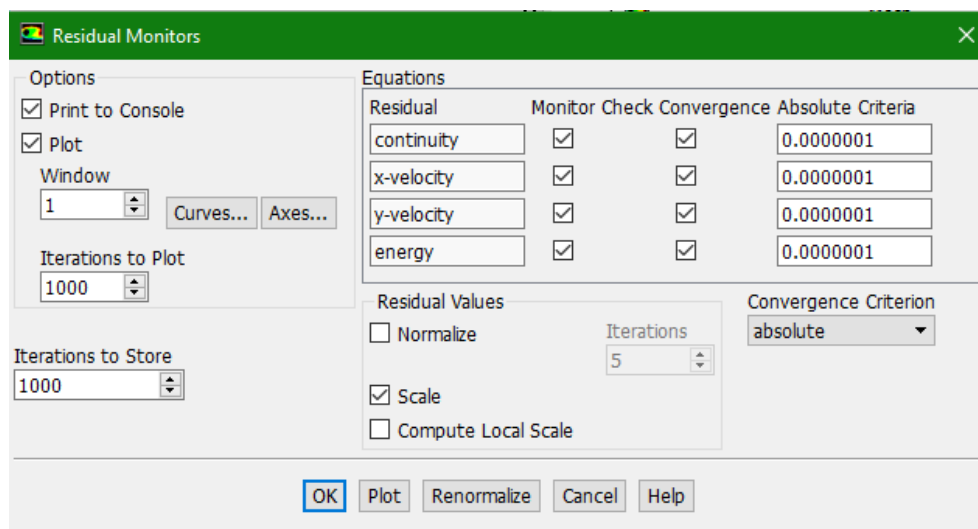 Residual Monitors
Options
Print to Console
Plot
Window
1
Curves... Axes...
Iterations to Plot
1000
Iterations to Store
1000
Equations
Residual Monitor Check Convergence Absolute Criteria
continuity 0.0000001
x-velocity 0.0000001
y-velocity 0.0000001
energy 0.0000001
Residual Values
Normalize
Iterations
5
Scale
Compute Local Scale
Convergence Criterion
absolute
OK Plot Renormalize Cancel Help